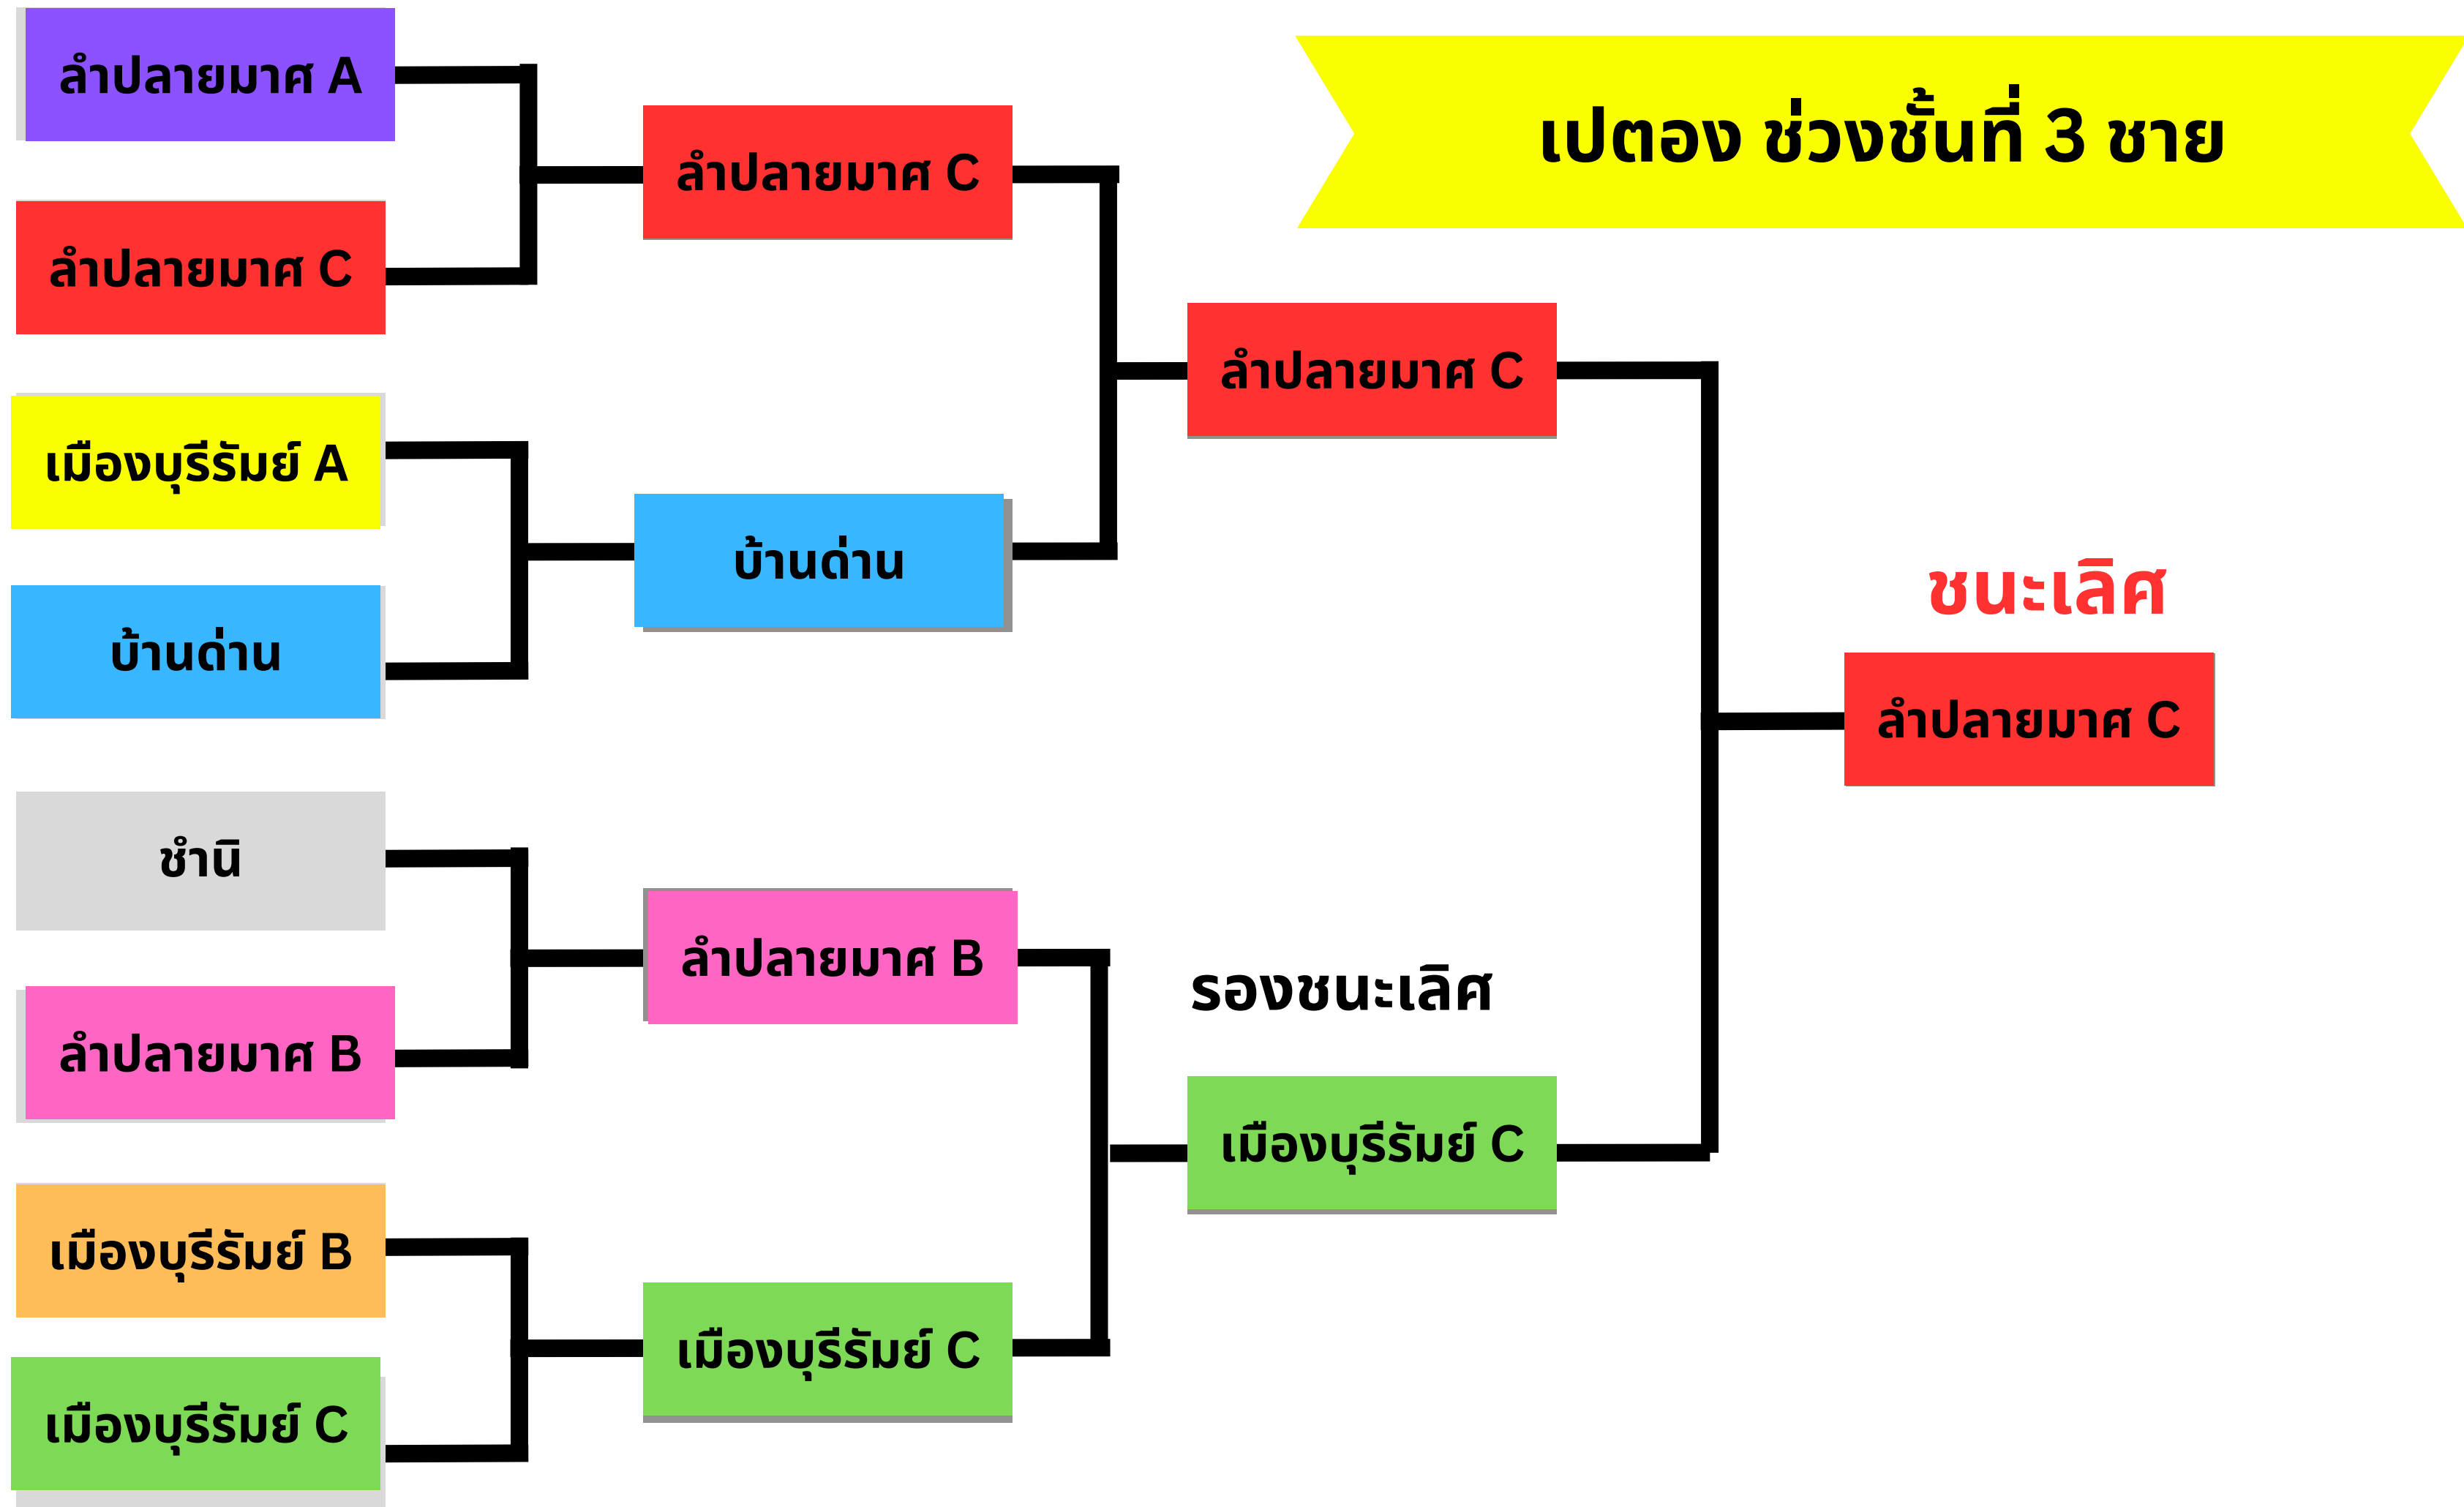 ลำปลายมาศ A
ลำปลายมาศ C
เมืองบุรีรัมย์ A
บ้านด่าน
ชำนิ
ลำปลายมาศ B
เมืองบุรีรัมย์ B
เมืองบุรีรัมย์ C
ลำปลายมาศ C
บ้านด่าน
ลำปลายมาศ B
เมืองบุรีรัมย์ C
เปตอง ช่วงชั้นที่ 3 ชาย
ลำปลายมาศ C
รองชนะเลิศ
เมืองบุรีรัมย์ C
ชนะเลิศ
ลำปลายมาศ C